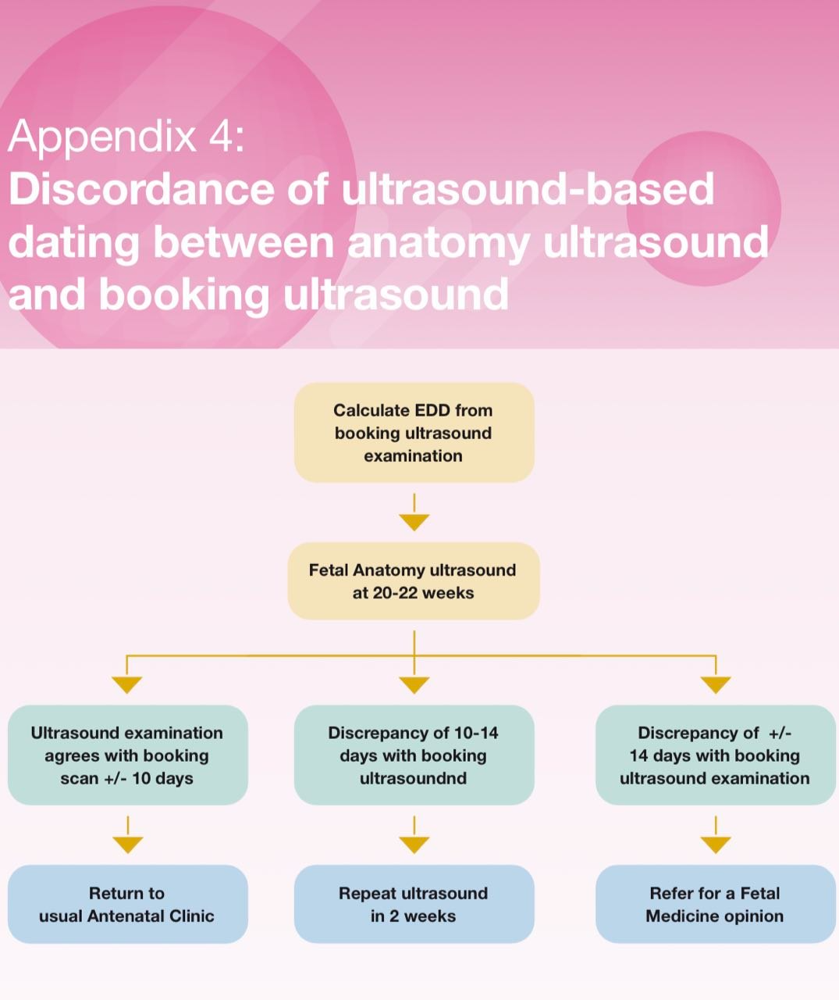 Appendix 4:
Discordance of ultrasound-based
dating between anatomy ultrasound
and booking ultrasound
Calculate EDD from
booking ultrasound
examination
Fetal Anatomy ultrasound
at 20-22 weeks
Ultrasound examination
agrees with booking
scan +/- 10 days
Discrepancy of 10-14
days with booking
ultrasoundnd
Discrepancy of  +/-
14 days with booking
ultrasound examination
Return to
usual Antenatal Clinic
Repeat ultrasound
in 2 weeks
Refer for a Fetal
Medicine opinion